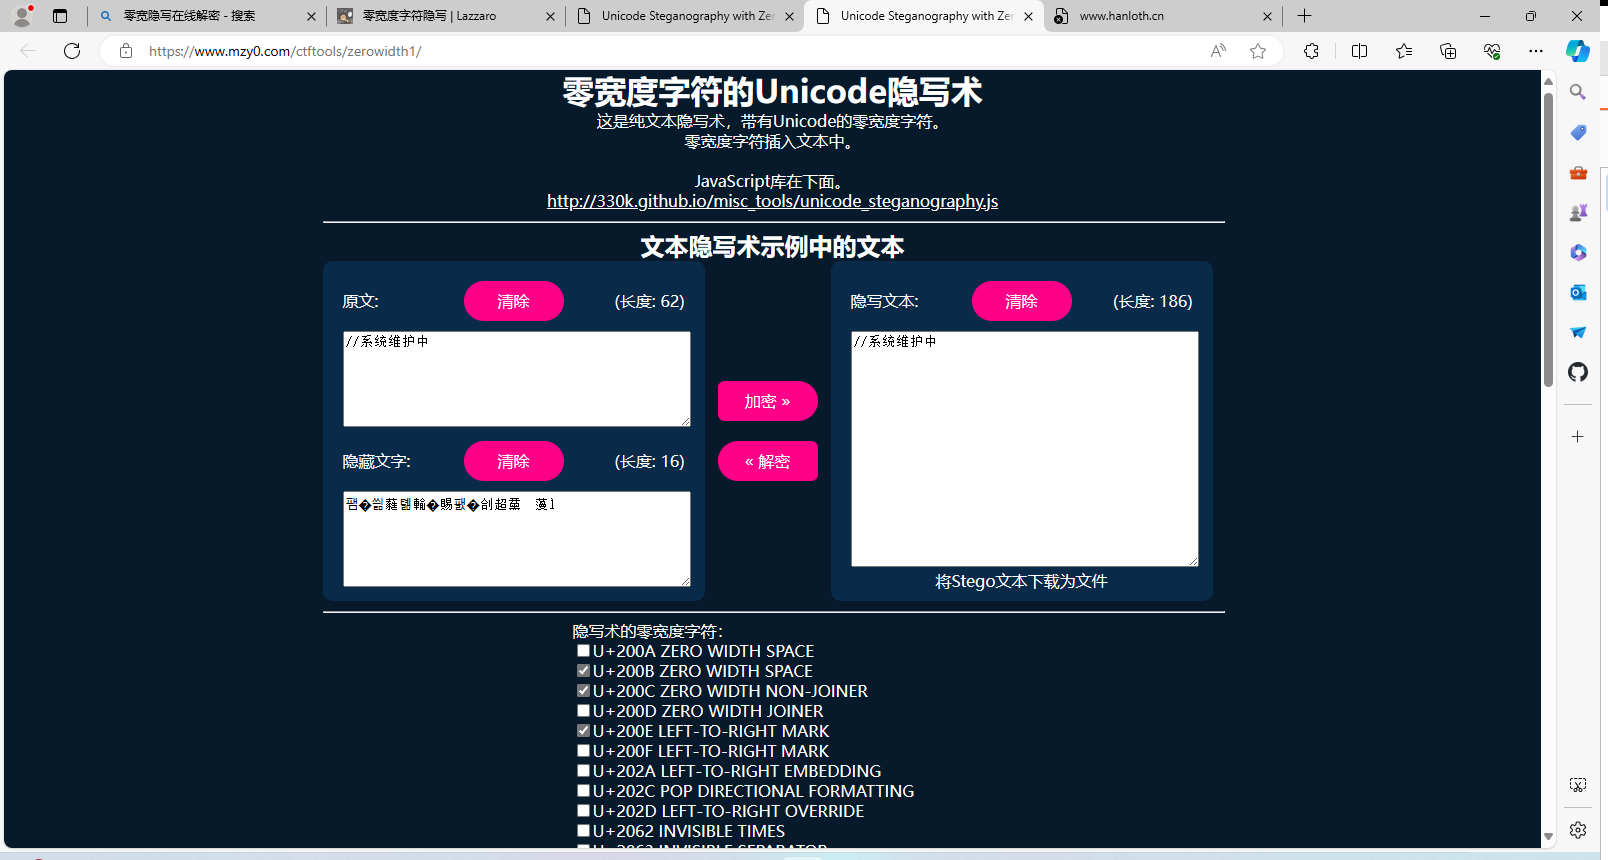 零宽隐写在线解密 - 搜索
零宽度字符隐写 | Lazzaro
Unicode Steganography with Zer
Unicode Steganography with Zer
www.hanloth.cn
https://www.mzy0.com/ctftools/zerowidth1/
零宽度字符的Unicode隐写术
这是纯文本隐写术，带有Unicode的零宽度字符。
零宽度字符插入文本中。
JavaScript库在下面。
http://330k.github.io/misc_tools/unicode_steganography.js
文本隐写术示例中的文本
原文: 清除 (长度: 62)
//系统维护中
隐藏文字: 清除 (长度: 16)
加密 »
« 解密
隐写文本: 清除 (长度: 186)
//系统维护中
将Stego文本下载为文件
隐写术的零宽度字符：
U+200A ZERO WIDTH SPACE
U+200B ZERO WIDTH SPACE
U+200C ZERO WIDTH NON-JOINER
U+200D ZERO WIDTH JOINER
U+200E LEFT-TO-RIGHT MARK
U+200F LEFT-TO-RIGHT MARK
U+202A LEFT-TO-RIGHT EMBEDDING
U+202C POP DIRECTIONAL FORMATTING
U+202D LEFT-TO-RIGHT OVERRIDE
U+2062 INVISIBLE TIMES